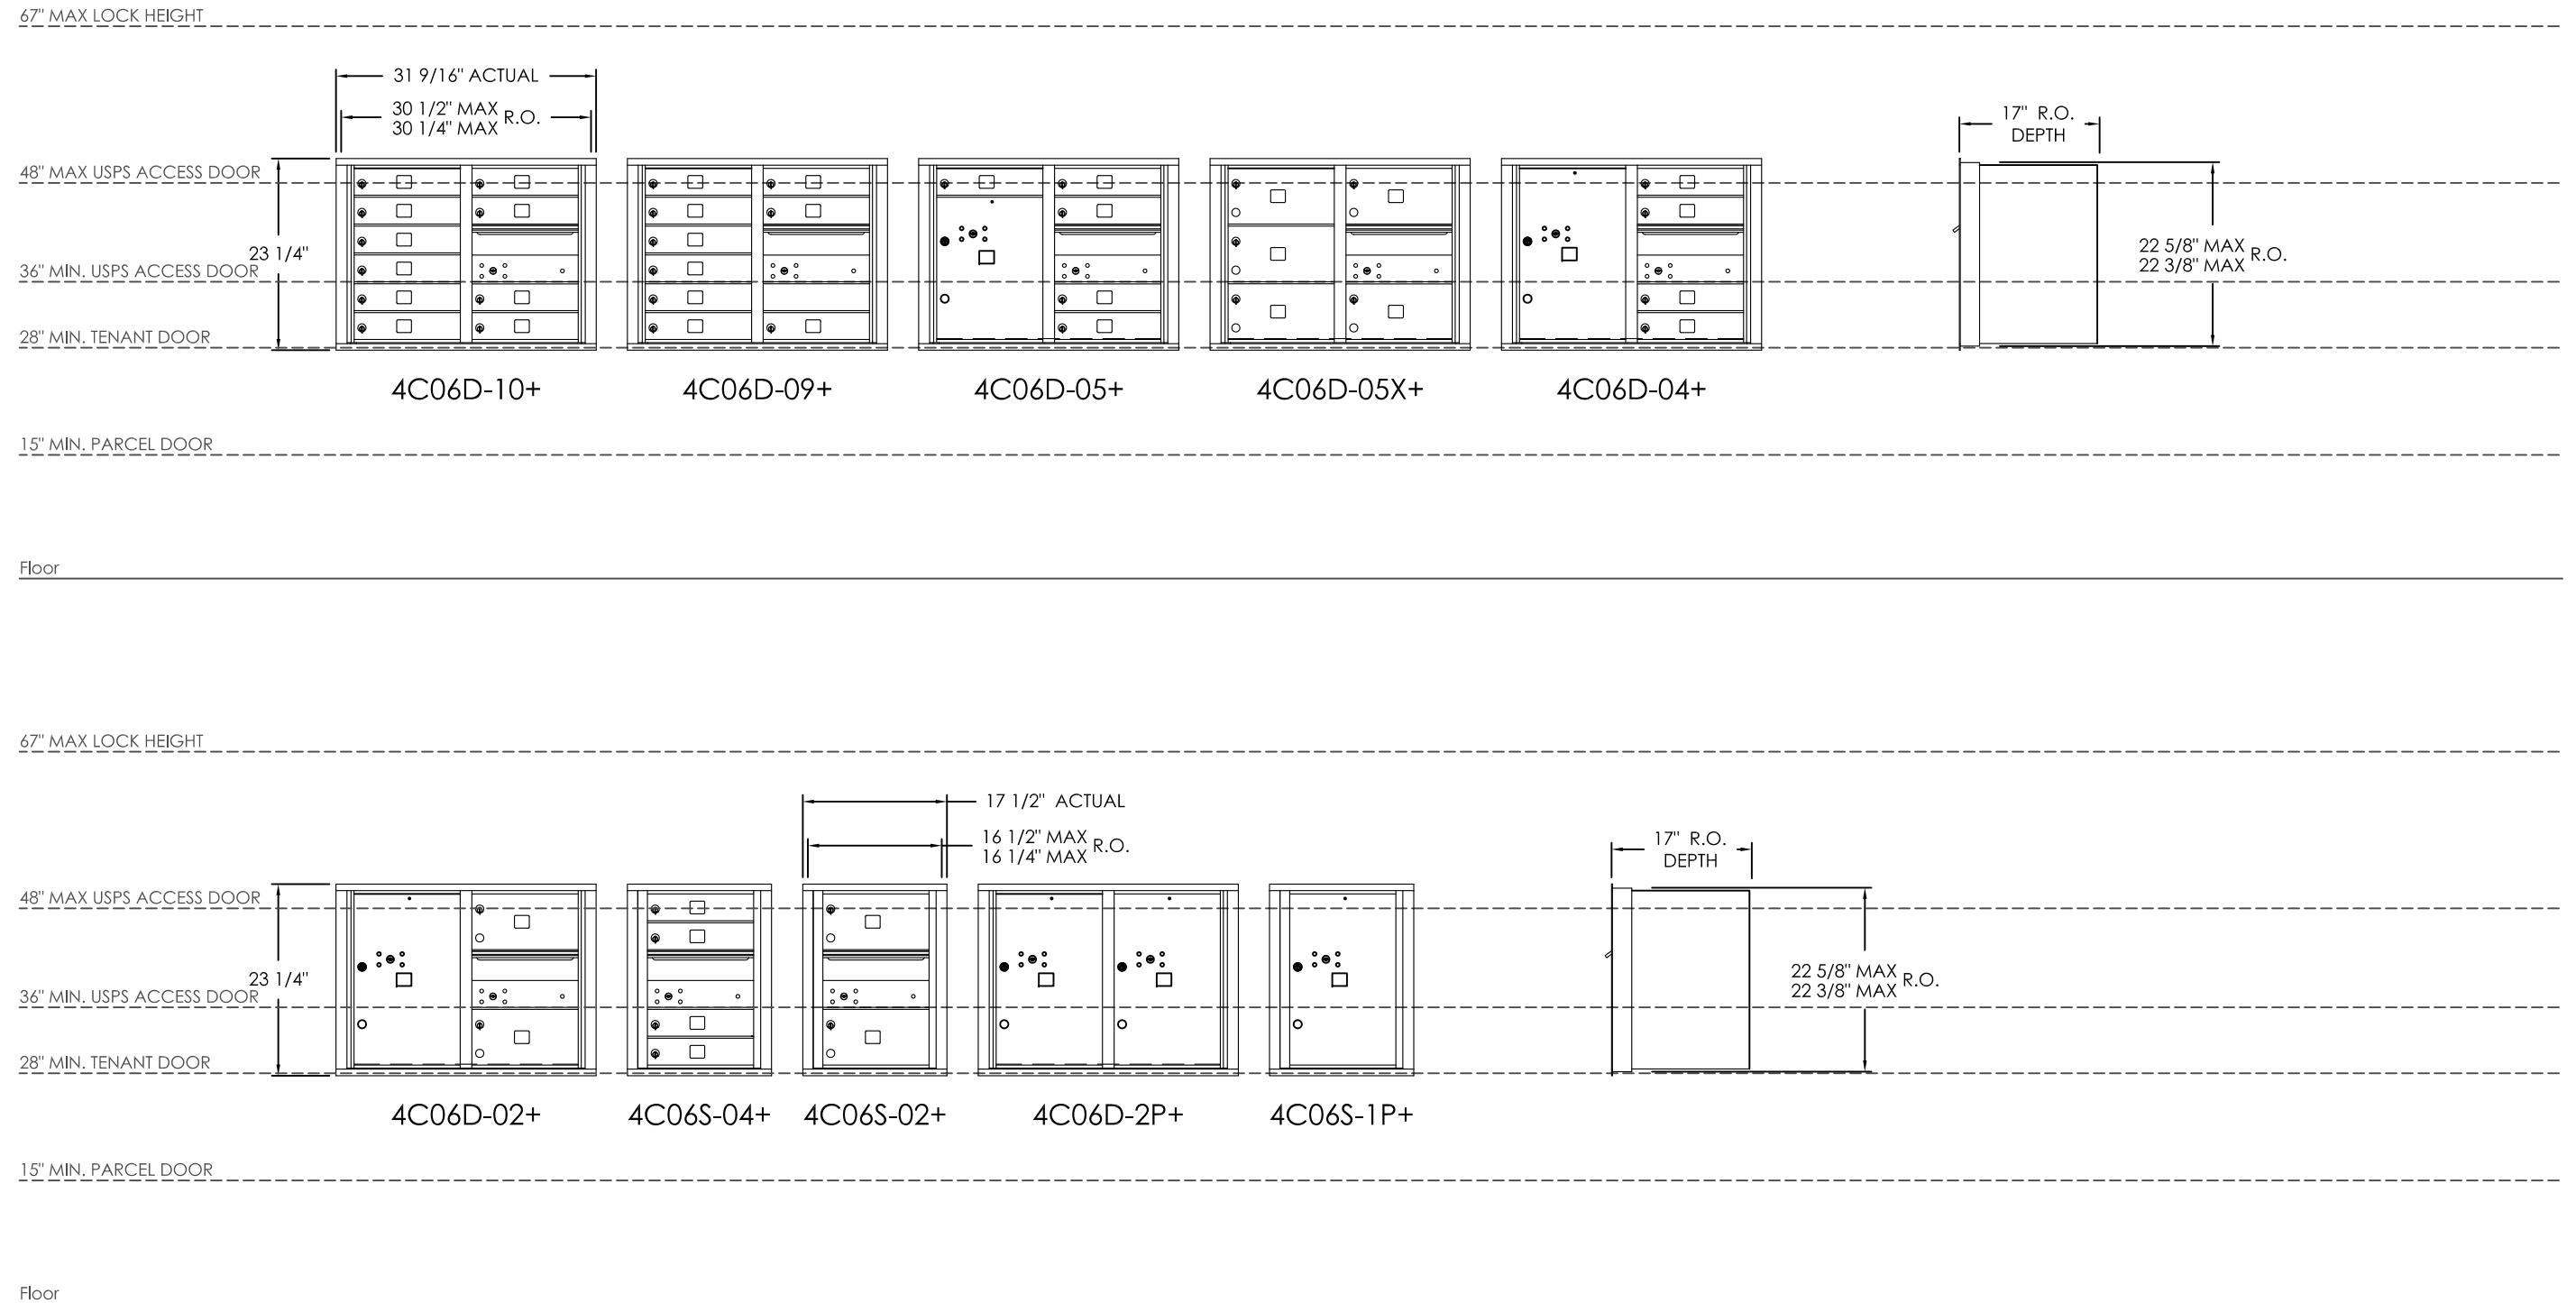 67" MAX LOCK HEIGHT
31 9/16" ACTUAL
30 1/2" MAX
30 1/4" MAX
R.O.
17" R.O.
DEPTH
48" MAX USPS ACCESS DOOR
23 1/4"
36" MIN. USPS ACCESS DOOR
22 5/8" MAX
22 3/8" MAX
R.O.
28" MIN. TENANT DOOR
4C06D-10+
4C06D-09+
4C06D-05+
4C06D-05X+
4C06D-04+
15" MIN. PARCEL DOOR
Floor
67" MAX LOCK HEIGHT
17 1/2" ACTUAL
16 1/2" MAX
16 1/4" MAX
R.O.
17" R.O.
DEPTH
48" MAX USPS ACCESS DOOR
23 1/4"
36" MIN. USPS ACCESS DOOR
22 5/8" MAX
22 3/8" MAX
R.O.
28" MIN. TENANT DOOR
4C06D-02+
4C06S-04+
4C06S-02+
4C06D-2P+
4C06S-1P+
15" MIN. PARCEL DOOR
Floor